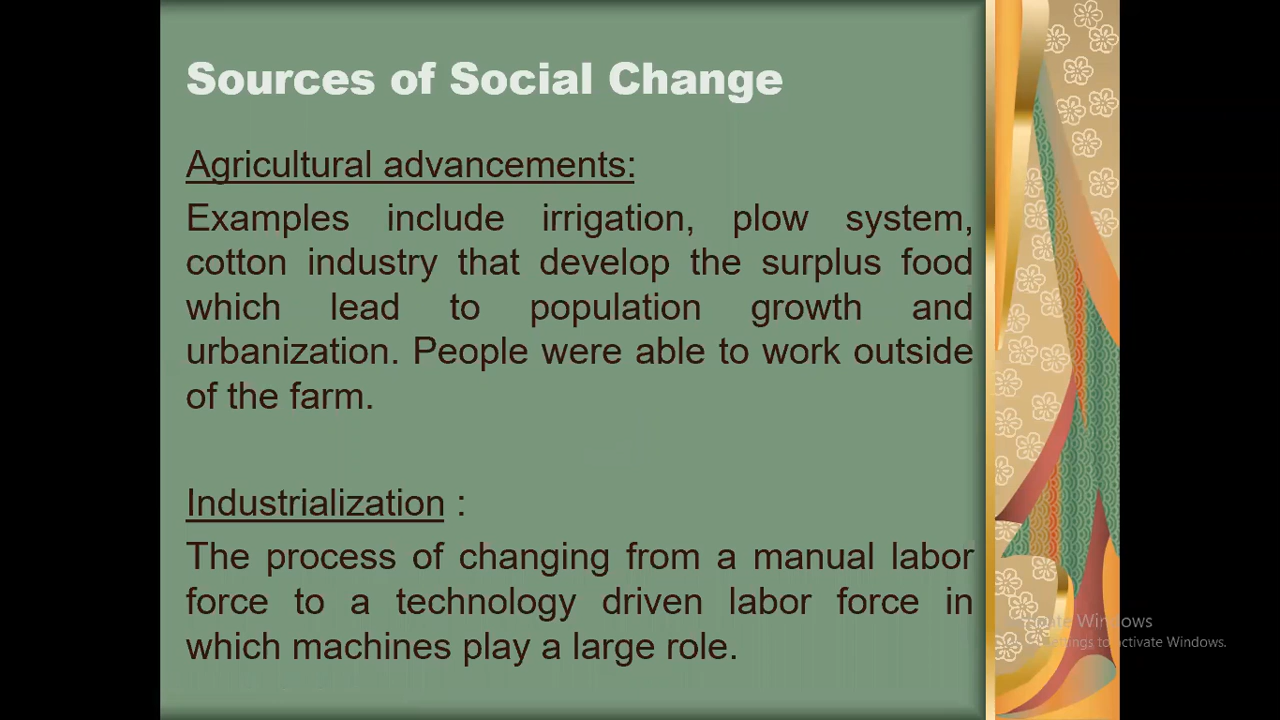 Sources of Social Change
Agricultural advancements:
Examples include irrigation, plow system,
cotton industry that develop the surplus food
which lead to population growth and
urbanization. People were able to work outside
of the farm.
Industrialization :
The process of changing from a manual labor
force to a technology driven labor force in
which machines play a large role.
Windows
to activate Windows.